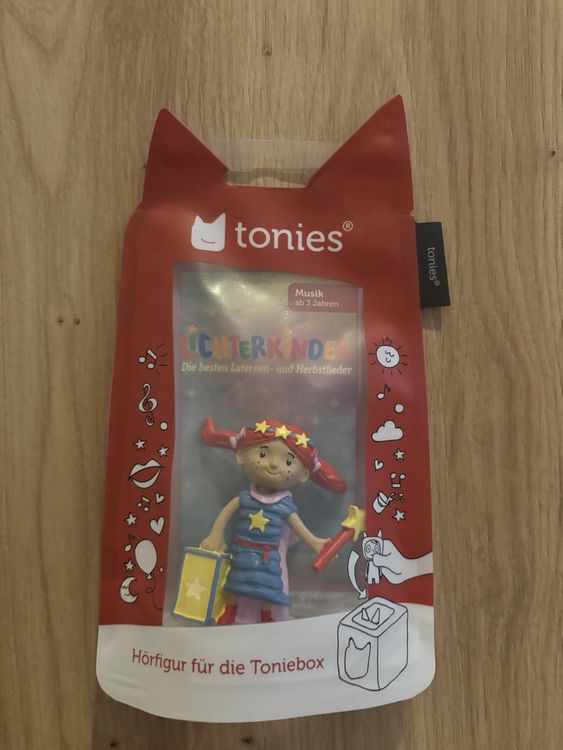 tonies®
tonies®
Musik
ab 3 Jahren
LICHTERKINDER
Die besten Laternen- und Herbstlieder
Hörfigur für die Toniebox